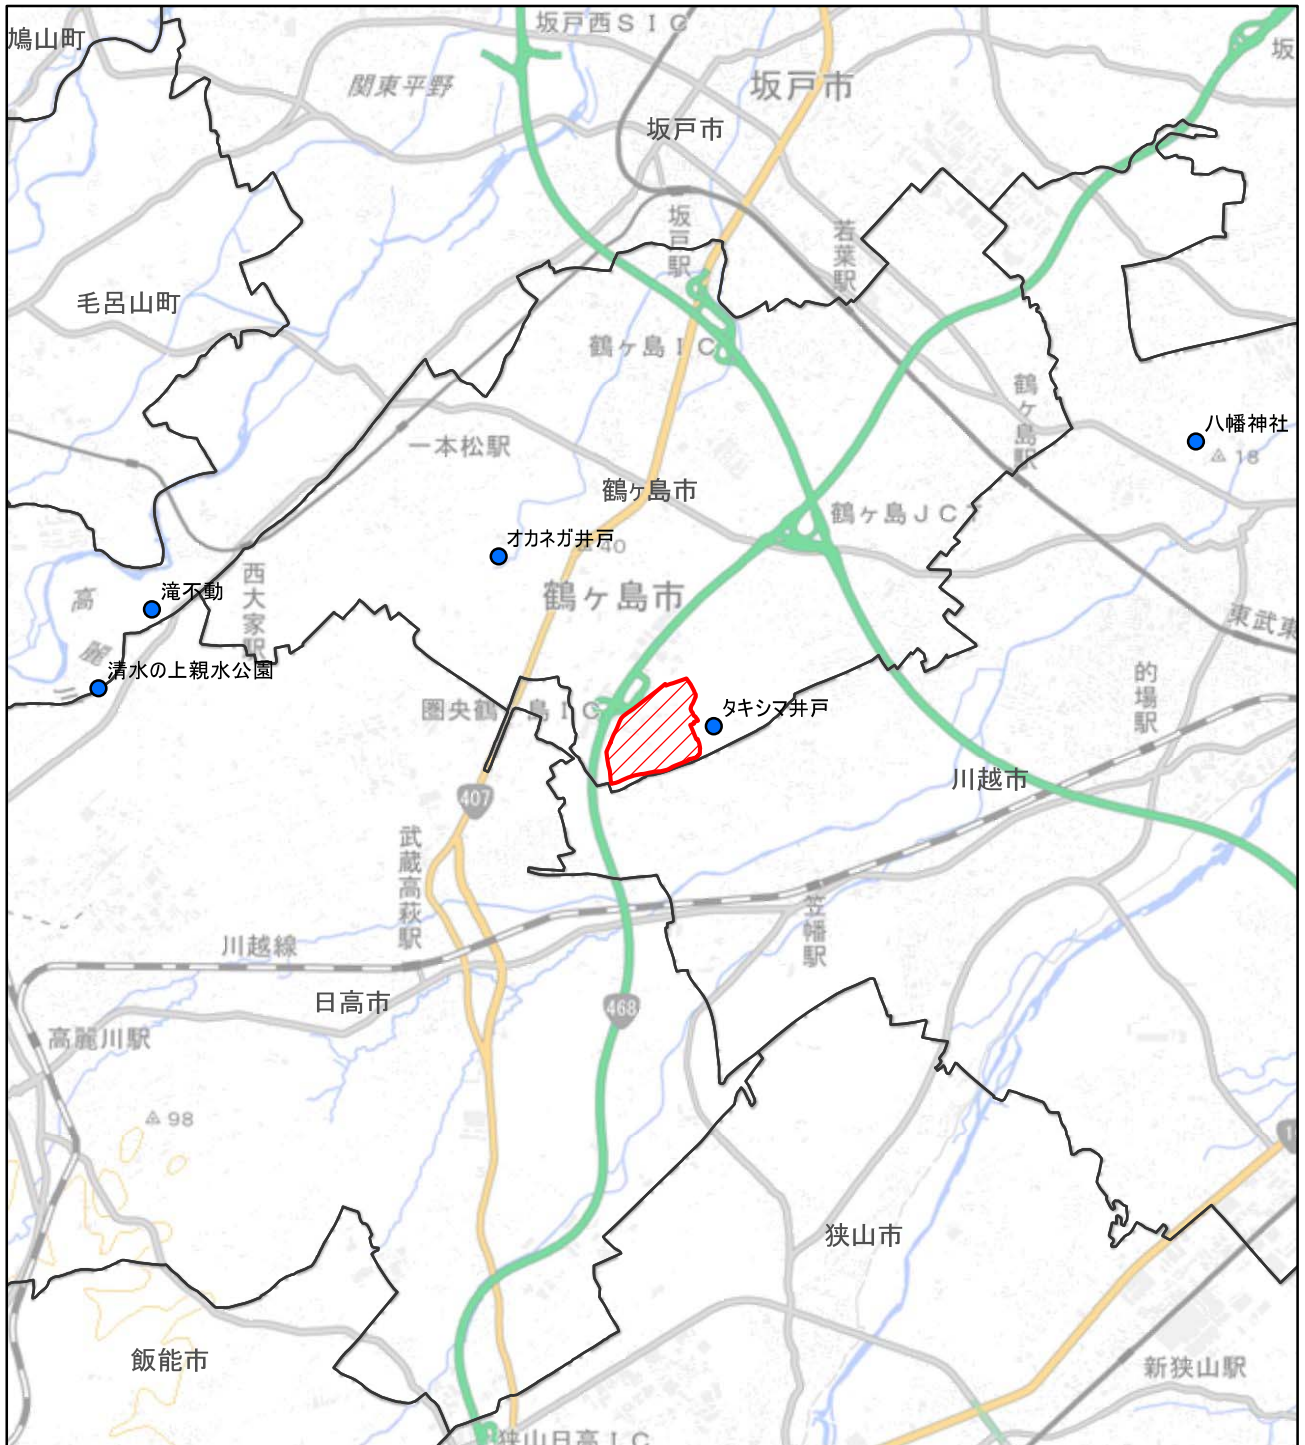 坂戸西ＳＩＣ
鳩山町
坂
関東平野
坂戸市
坂戸市
坂戸駅
若葉駅
毛呂山町
鶴ヶ島ＩＣ
鶴ヶ島駅
八幡神社
一本松駅
18
鶴ヶ島市
鶴ヶ島ＪＣＴ
オカネガ井戸
40
西大家駅
滝不動
高麗川
鶴ヶ島市
東武東
清水の上親水公園
的場駅
圏央鶴ヶ島ＩＣ
タキシマ井戸
川越市
407
武蔵高萩駅
笠幡駅
川越線
日高市
468
高麗川駅
98
狭山市
飯能市
新狭山駅
狭山日高ＩＣ